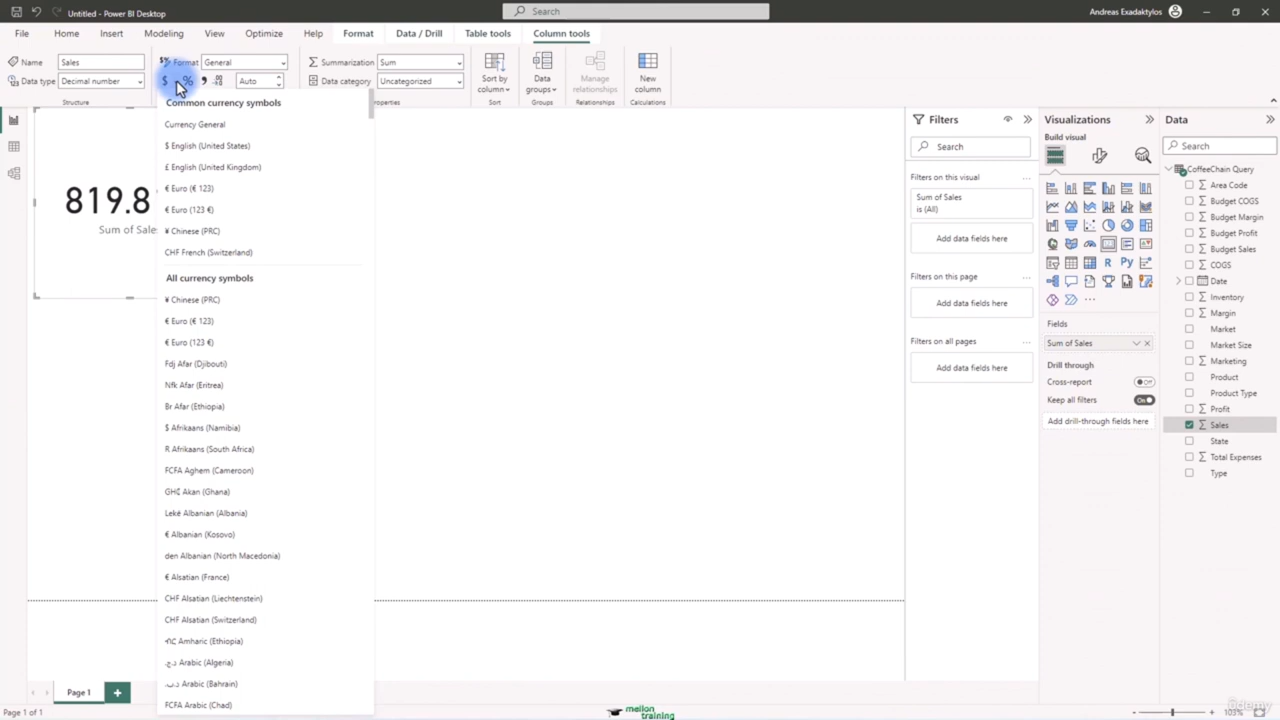 Untitled - Power BI Desktop
Search
Andreas Exadaktylos
File
Home
Insert
Modeling
View
Optimize
Help
Format
Data / Drill
Table tools
Column tools
Name
Sales
Format
General
Summarization
Sum
Data type
Decimal number
$
%
Auto
Data category
Uncategorized
Sort by
column
Data
groups
Manage
relationships
New
column
Structure
Sort
Groups
Relationships
Calculations
819.8
Common currency symbols
Currency General
$ English (United States)
£ English (United Kingdom)
€ Euro (€ 123)
€ Euro (123 €)
¥ Chinese (PRC)
CHF French (Switzerland)
All currency symbols
¥ Chinese (PRC)
€ Euro (€ 123)
€ Euro (123 €)
Fdj Afar (Djibouti)
Nfk Afar (Eritrea)
Br Afar (Ethiopia)
$ Afrikaans (Namibia)
R Afrikaans (South Africa)
FCFA Aghem (Cameroon)
GH₵ Akan (Ghana)
Lekë Albanian (Albania)
€ Albanian (Kosovo)
den Albanian (North Macedonia)
€ Alsatian (France)
CHF Alsatian (Liechtenstein)
CHF Alsatian (Switzerland)
ብር Amharic (Ethiopia)
د.ج.‏ Arabic (Algeria)
د.ب.‏ Arabic (Bahrain)
FCFA Arabic (Chad)
Filters
Search
Filters on this visual
Sum of Sales
is (All)
Add data fields here
Filters on this page
Add data fields here
Filters on all pages
Add data fields here
Visualizations
Build visual
R
Py
Fields
Sum of Sales
Drill through
Cross-report
Off
Keep all filters
On
Add drill-through fields here
Data
Search
CoffeeChain Query
Area Code
Budget COGS
Budget Margin
Budget Profit
Budget Sales
COGS
Date
Inventory
Margin
Market
Market Size
Marketing
Product
Product Type
Profit
Sales
State
Total Expenses
Type
Page 1
Page 1 of 1
mellon
training
103%
ûdemy